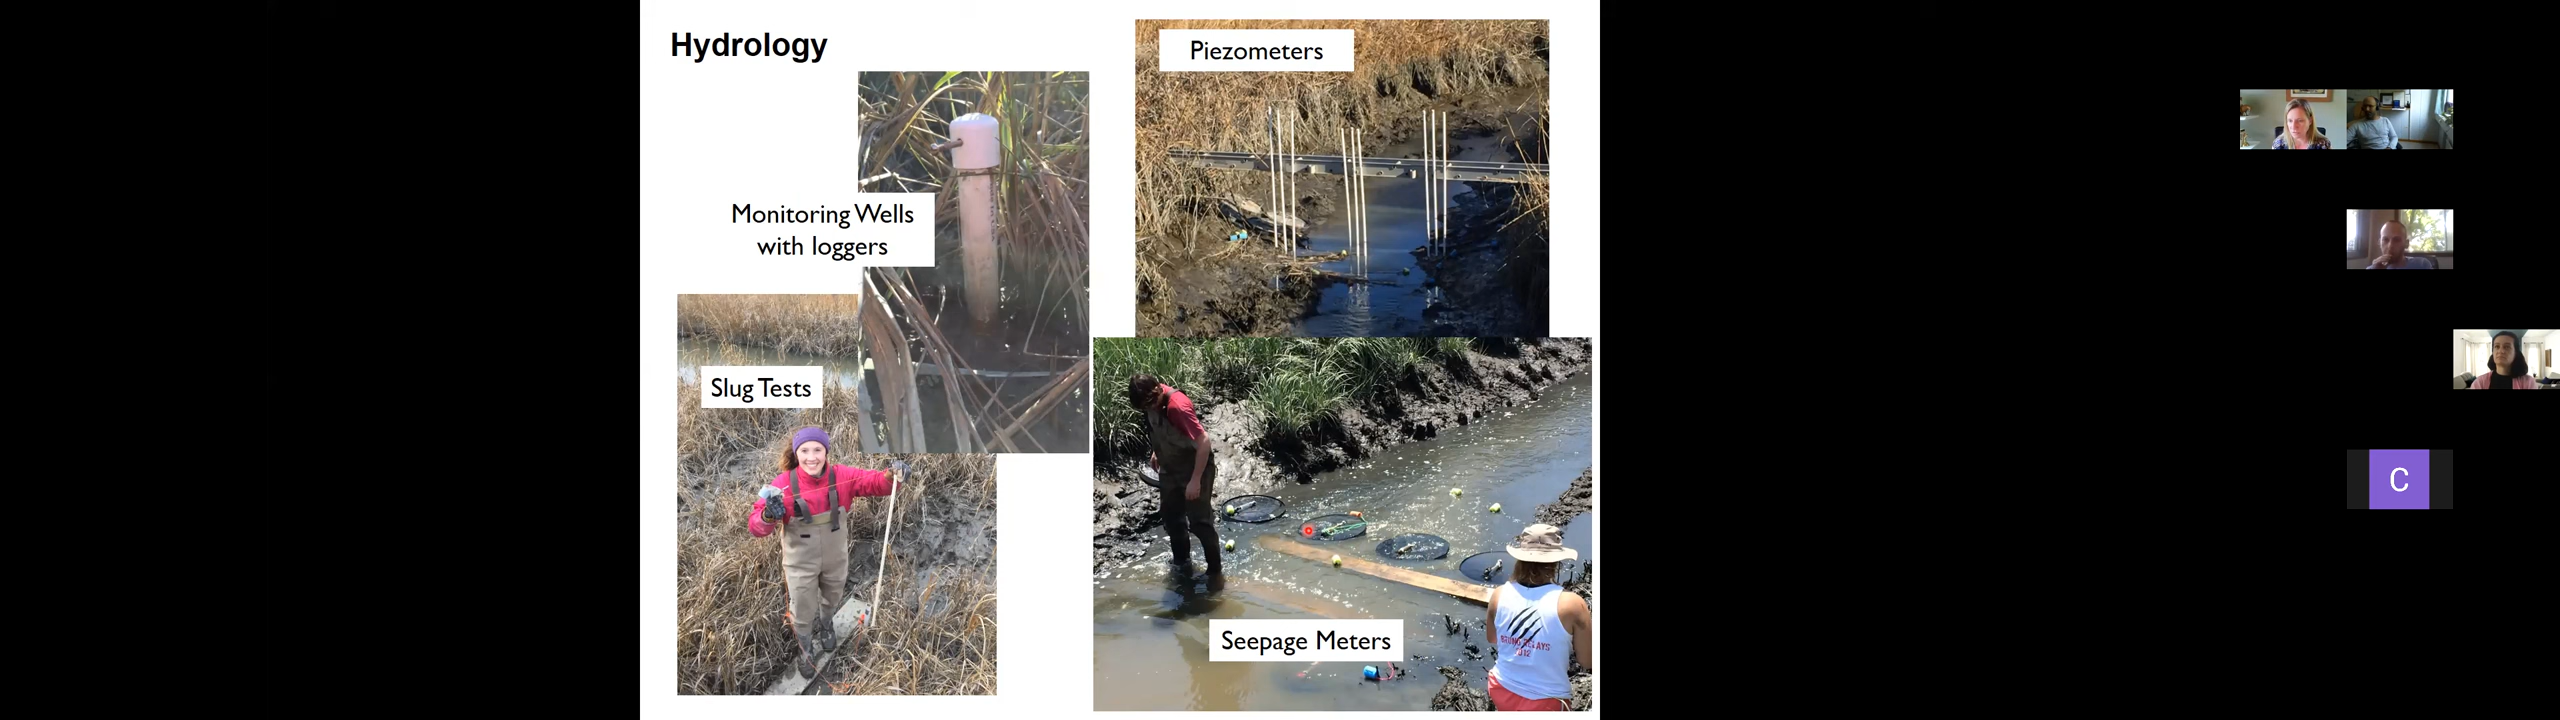 Hydrology
Piezometers
Monitoring Wells
with loggers
Slug Tests
Seepage Meters
C